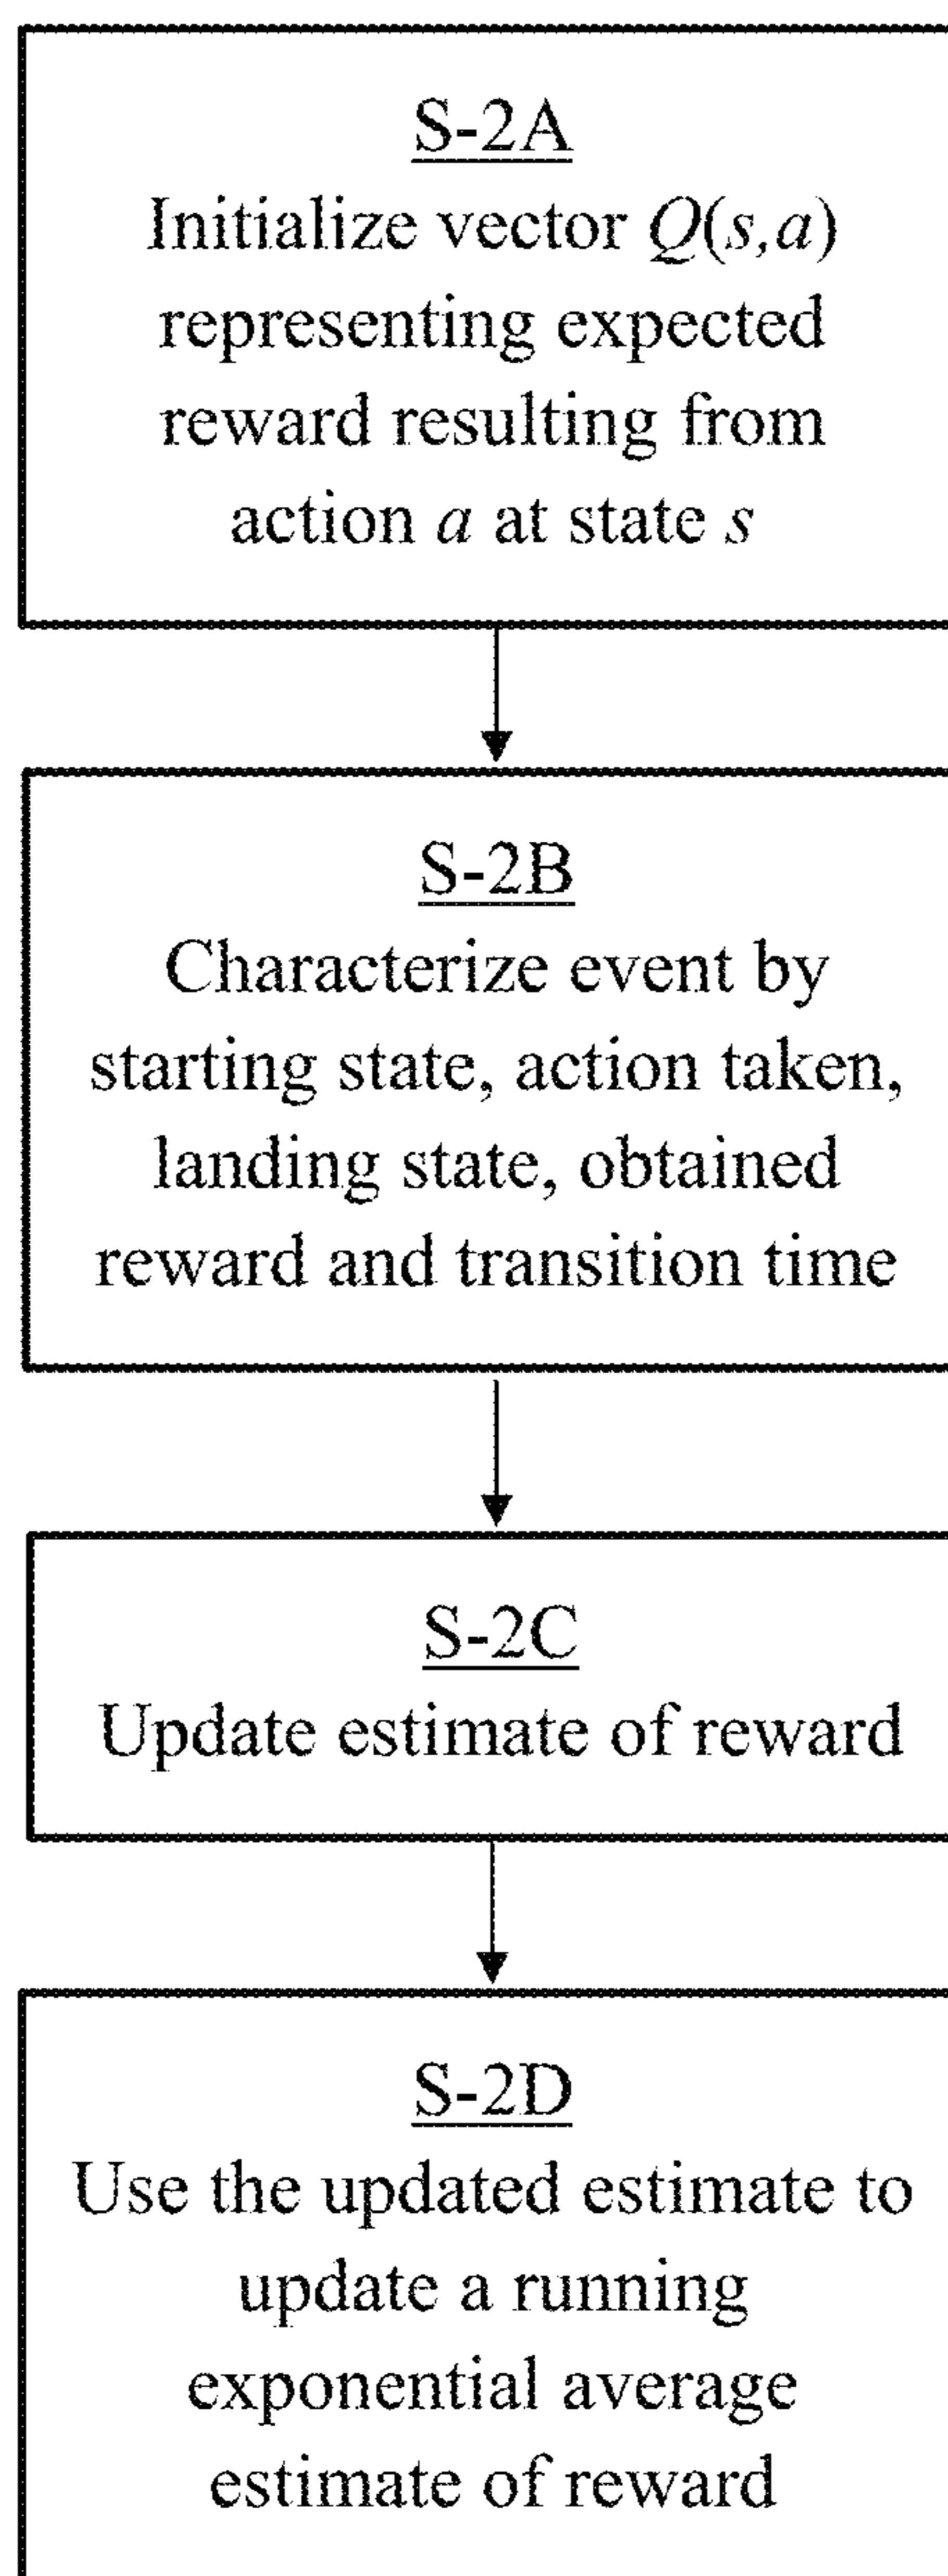 S-2A
Initialize vector Q(s,a)
representing expected
reward resulting from
action a at state s
S-2B
Characterize event by
starting state, action taken,
landing state, obtained
reward and transition time
S-2C
Update estimate of reward
S-2D
Use the updated estimate to
update a running
exponential average
estimate of reward